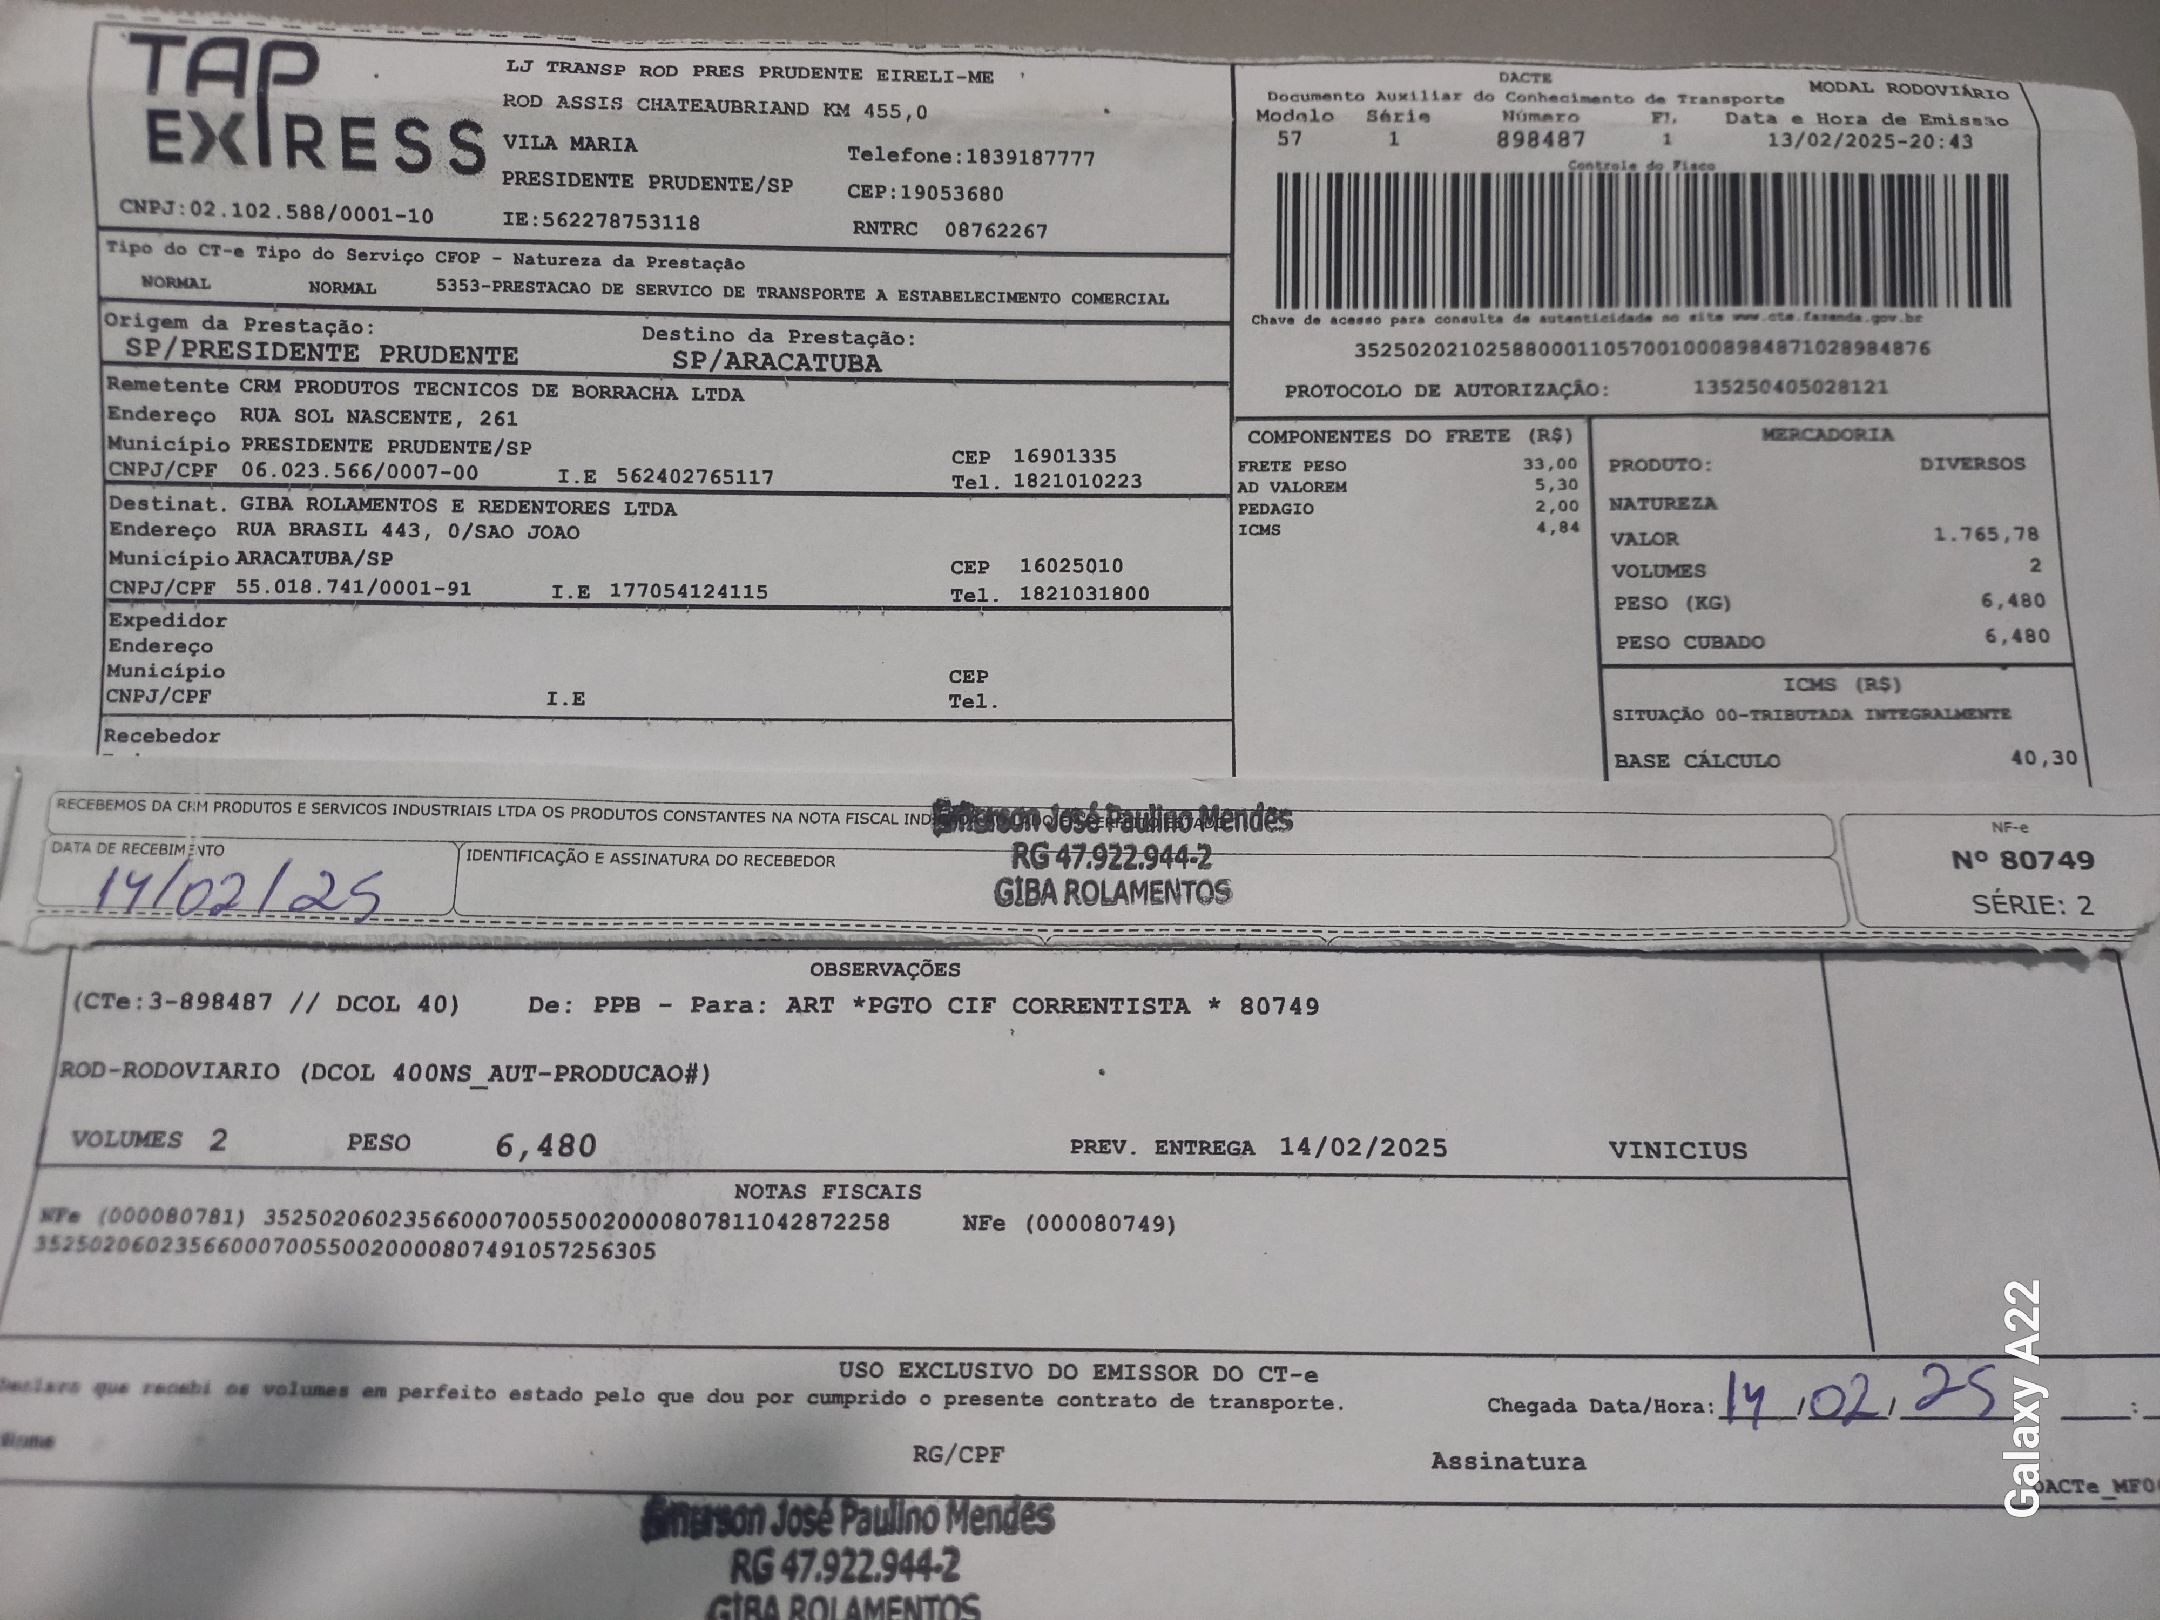 TAP
EXPRESS
LJ TRANSP ROD PRES PRUDENTE EIRELI-ME
ROD ASSIS CHATEAUBRIAND KM 455,0
VILA MARIA
Telefone:1839187777
PRESIDENTE PRUDENTE/SP CEP:19053680
CNPJ:02.102.588/0001-10 IE:562278753118 RNTRC 08762267
Tipo do CT-e Tipo do Serviço CFOP - Natureza da Prestação
NORMAL NORMAL 5353-PRESTACAO DE SERVICO DE TRANSPORTE A ESTABELECIMENTO COMERCIAL
Origem da Prestação: Destino da Prestação:
SP/PRESIDENTE PRUDENTE SP/ARACATUBA
Remetente CRM PRODUTOS TECNICOS DE BORRACHA LTDA
Endereço RUA SOL NASCENTE, 261
Município PRESIDENTE PRUDENTE/SP CEP 16901335
CNPJ/CPF 06.023.566/0007-00 I.E 562402765117 Tel. 1821010223
Destinat. GIBA ROLAMENTOS E REDENTORES LTDA
Endereço RUA BRASIL 443, 0/SAO JOAO
Município ARACATUBA/SP CEP 16025010
CNPJ/CPF 55.018.741/0001-91 I.E 177054124115 Tel. 1821031800
Expedidor
Endereço
Município CEP
CNPJ/CPF I.E Tel.
Recebedor
DACTE MODAL RODOVIÁRIO
Documento Auxiliar do Conhecimento de Transporte
Modelo Série Número Fl. Data e Hora de Emissão
57 1 898487 1 13/02/2025-20:43
Controle do Fisco
Chave de acesso para consulta de autenticidade no site www.cte.fazenda.gov.br
35250202102588000110570010008984871028984876
PROTOCOLO DE AUTORIZAÇÃO: 135250405028121
COMPONENTES DO FRETE (R$)
FRETE PESO 33,00
AD VALOREM 5,30
PEDAGIO 2,00
ICMS 4,84
MERCADORIA
PRODUTO: DIVERSOS
NATUREZA
VALOR 1.765,78
VOLUMES 2
PESO (KG) 6,480
PESO CUBADO 6,480
ICMS (R$)
SITUAÇÃO 00-TRIBUTADA INTEGRALMENTE
BASE CÁLCULO 40,30
RECEBEMOS DA CRM PRODUTOS E SERVICOS INDUSTRIAIS LTDA OS PRODUTOS CONSTANTES NA NOTA FISCAL
Emerson José Paulino Mendes
RG 47.922.944-2
GIBA ROLAMENTOS
DATA DE RECEBIMENTO
14/02/25
IDENTIFICAÇÃO E ASSINATURA DO RECEBEDOR
NF-e
Nº 80749
SÉRIE: 2
OBSERVAÇÕES
(CTe:3-898487 // DCOL 40) De: PPB - Para: ART *PGTO CIF CORRENTISTA * 80749
ROD-RODOVIARIO (DCOL 400NS_AUT-PRODUCAO#)
VOLUMES 2 PESO 6,480 PREV. ENTREGA 14/02/2025 VINICIUS
NOTAS FISCAIS
NFe (000080781) 35250206023566000700550020000807811042872258 NFe (000080749)
35250206023566000700550020000807491057256305
USO EXCLUSIVO DO EMISSOR DO CT-e
Declaro que recebi os volumes em perfeito estado pelo que dou por cumprido o presente contrato de transporte.
Chegada Data/Hora: 14/02/25 :
Nome RG/CPF Assinatura
DACTe_MF0
Emerson José Paulino Mendes
RG 47.922.944-2
GIBA ROLAMENTOS
Galaxy A22